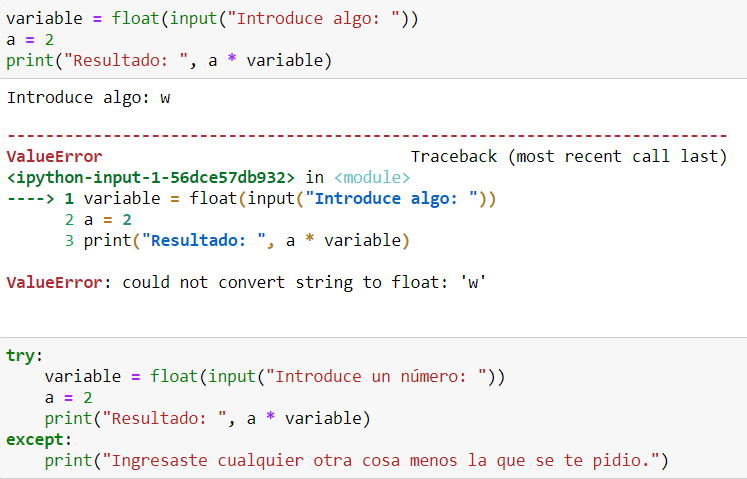 variable = float(input("Introduce algo: "))
a = 2
print("Resultado: ", a * variable)
Introduce algo: w
---------------------------------------------------------------------------
ValueError                                Traceback (most recent call last)
<ipython-input-1-56dce57db932> in <module>
----> 1 variable = float(input("Introduce algo: "))
      2 a = 2
      3 print("Resultado: ", a * variable)
ValueError: could not convert string to float: 'w'
try:
    variable = float(input("Introduce un número: "))
    a = 2
    print("Resultado: ", a * variable)
except:
    print("Ingresaste cualquier otra cosa menos la que se te pidio.")